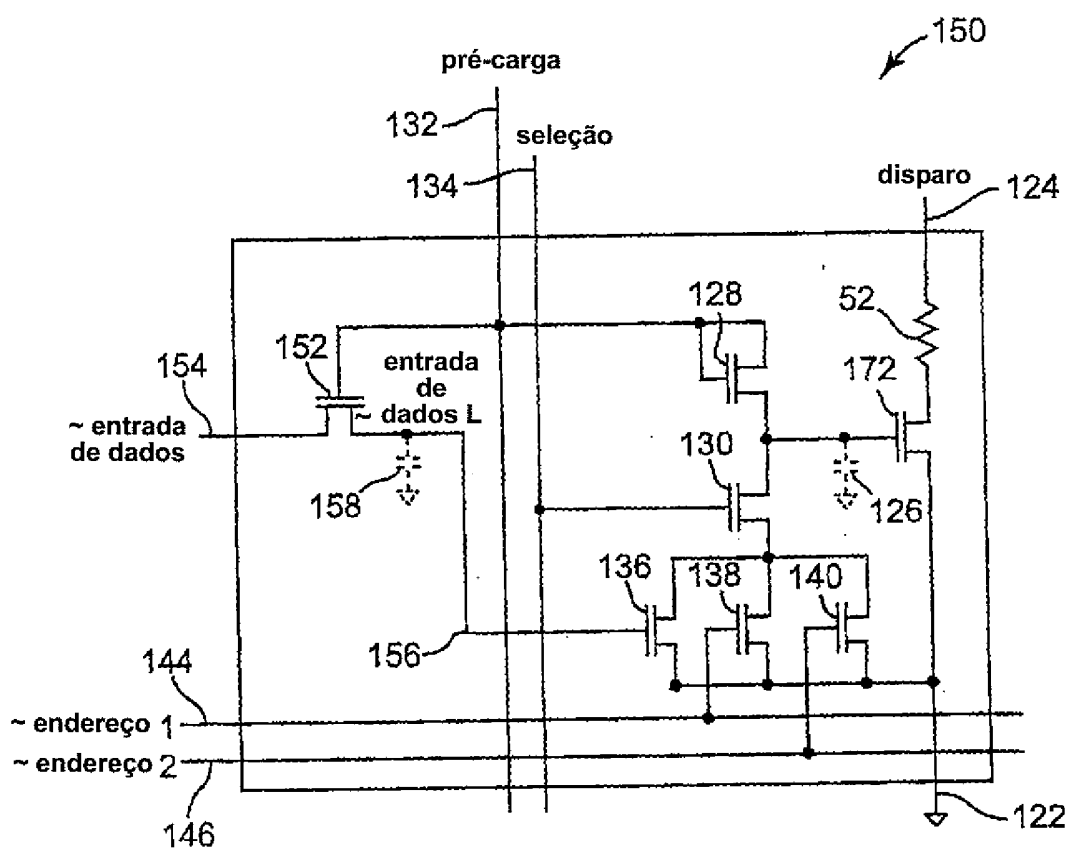 150
pré-carga
132
seleção
134
disparo
124
128
52
152
entrada
de
~ dados L
154
172
~ entrada
de dados
130
158
126
136
138
140
156
144
~ endereço 1
~ endereço 2
146
122